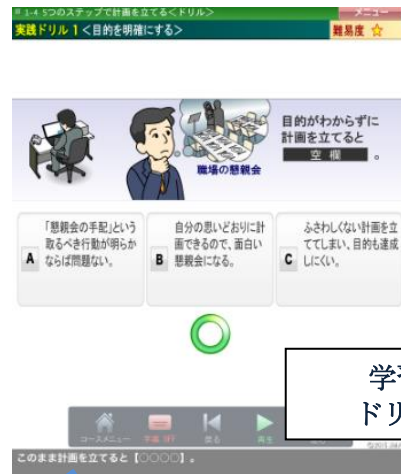 1-4 5つのステップで計画を立てる<ドリル>
メニュー
実践ドリル 1 <目的を明確にする>
難易度 ☆
職場の懇親会
目的がわからずに
計画を立てると
空 欄 。
A
「懇親会の手配」という
取るべき行動が明らか
ならば問題ない。
B
自分の思いどおりに計
画できるので、面白い
懇親会になる。
C
ふさわしくない計画を立
ててしまい、目的も達成
しにくい。
学
ドリ
コースメニュー
字幕 OFF
戻る
再生
このまま計画を立てると【○○○○】。